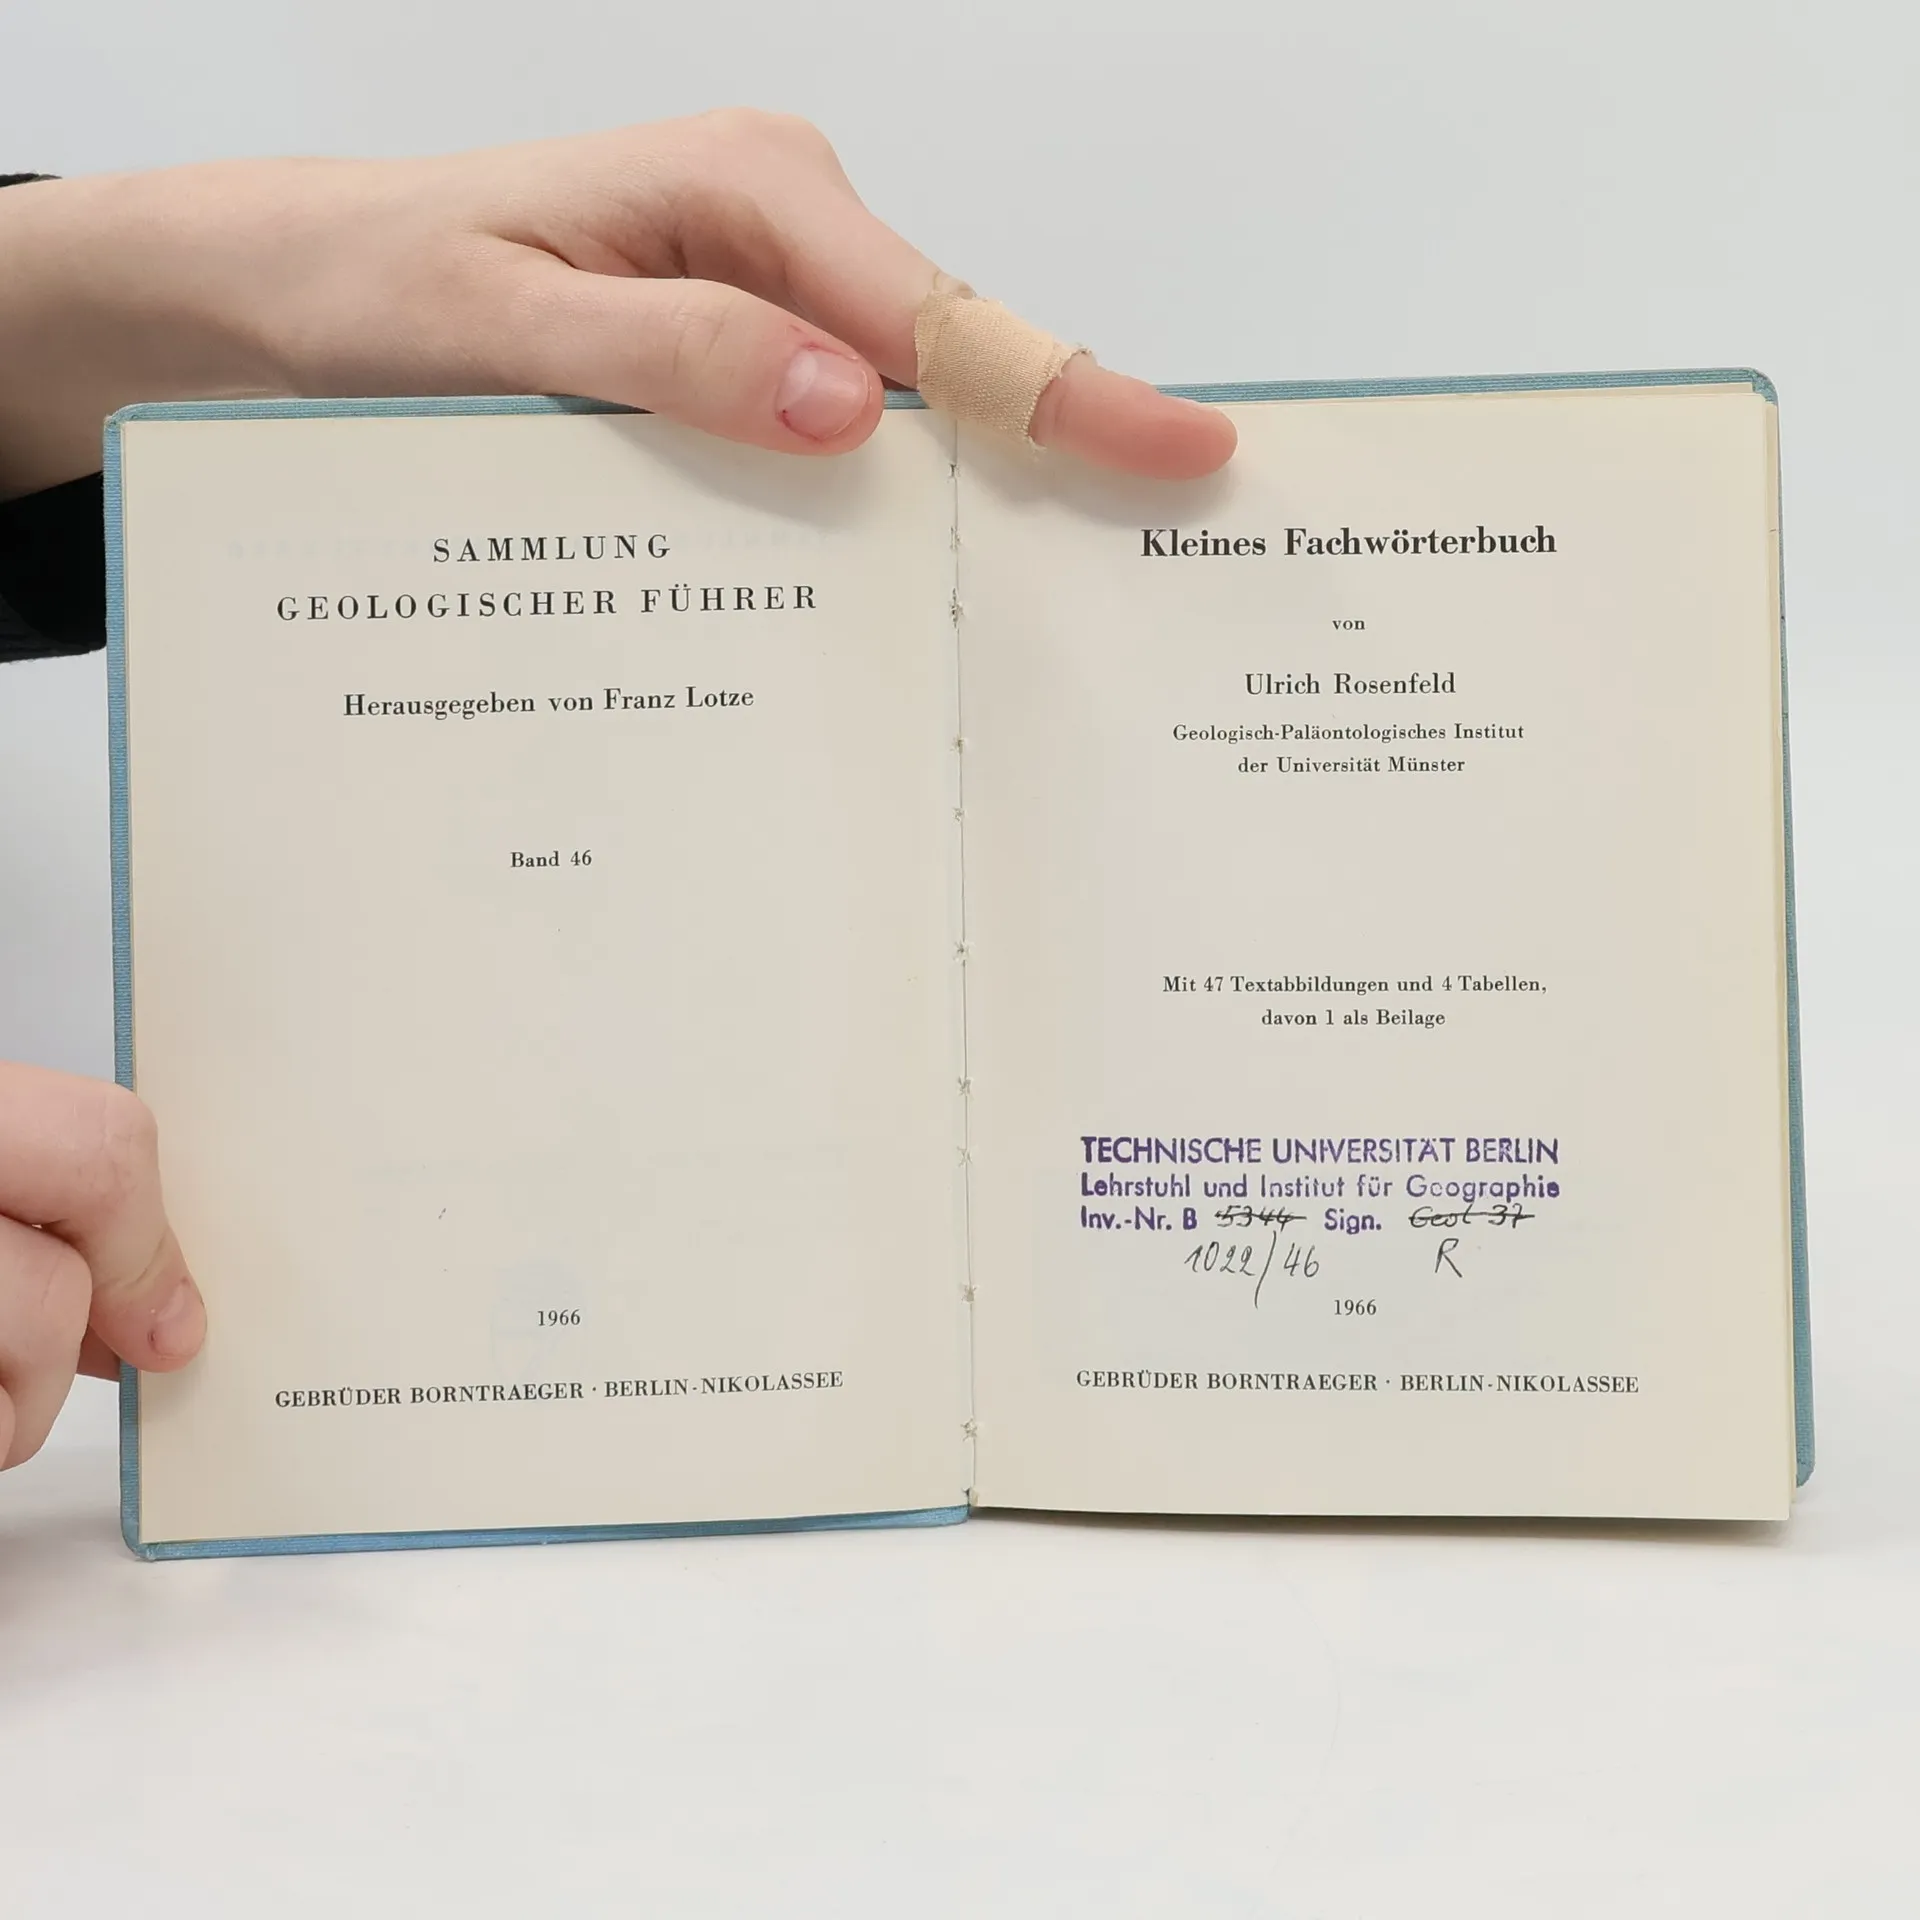 SAMMLUNG
GEOLOGISCHER FÜHRER
Herausgegeben von Franz Lotze
Band 46
1966
GEBRÜDER BORNTRAEGER · BERLIN-NIKOLASSEE
Kleines Fachwörterbuch
von
Ulrich Rosenfeld
Geologisch-Paläontologisches Institut
der Universität Münster
Mit 47 Textabbildungen und 4 Tabellen,
davon 1 als Beilage
TECHNISCHE UNIVERSITÄT BERLIN
Lehrstuhl und Institut für Geographie
Inv.-Nr. B 5344 Sign. Geol 37
1022/46 R
1966
GEBRÜDER BORNTRAEGER · BERLIN-NIKOLASSEE